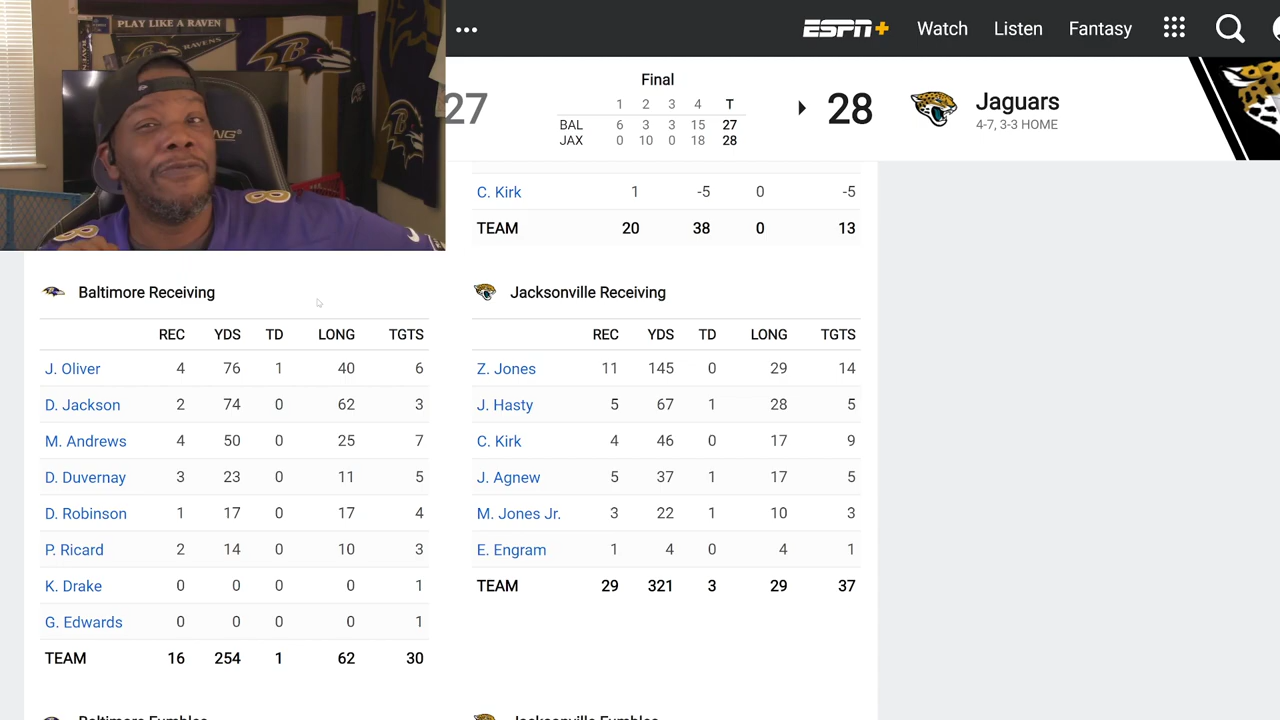 PLAY LIKE A RAVEN
RAVENS
NG
8
8
•••
ESPN+
Watch
Listen
Fantasy
27
Final
1 2 3 4 T
BAL 6 3 3 15 27
JAX 0 10 0 18 28
28
Jaguars
4-7, 3-3 HOME
C. Kirk 1 -5 0 -5
TEAM 20 38 0 13
Baltimore Receiving
REC YDS TD LONG TGTS
J. Oliver 4 76 1 40 6
D. Jackson 2 74 0 62 3
M. Andrews 4 50 0 25 7
D. Duvernay 3 23 0 11 5
D. Robinson 1 17 0 17 4
P. Ricard 2 14 0 10 3
K. Drake 0 0 0 0 1
G. Edwards 0 0 0 0 1
TEAM 16 254 1 62 30
Jacksonville Receiving
REC YDS TD LONG TGTS
Z. Jones 11 145 0 29 14
J. Hasty 5 67 1 28 5
C. Kirk 4 46 0 17 9
J. Agnew 5 37 1 17 5
M. Jones Jr. 3 22 1 10 3
E. Engram 1 4 0 4 1
TEAM 29 321 3 29 37
Baltimore Fumbles
Jacksonville Fumbles